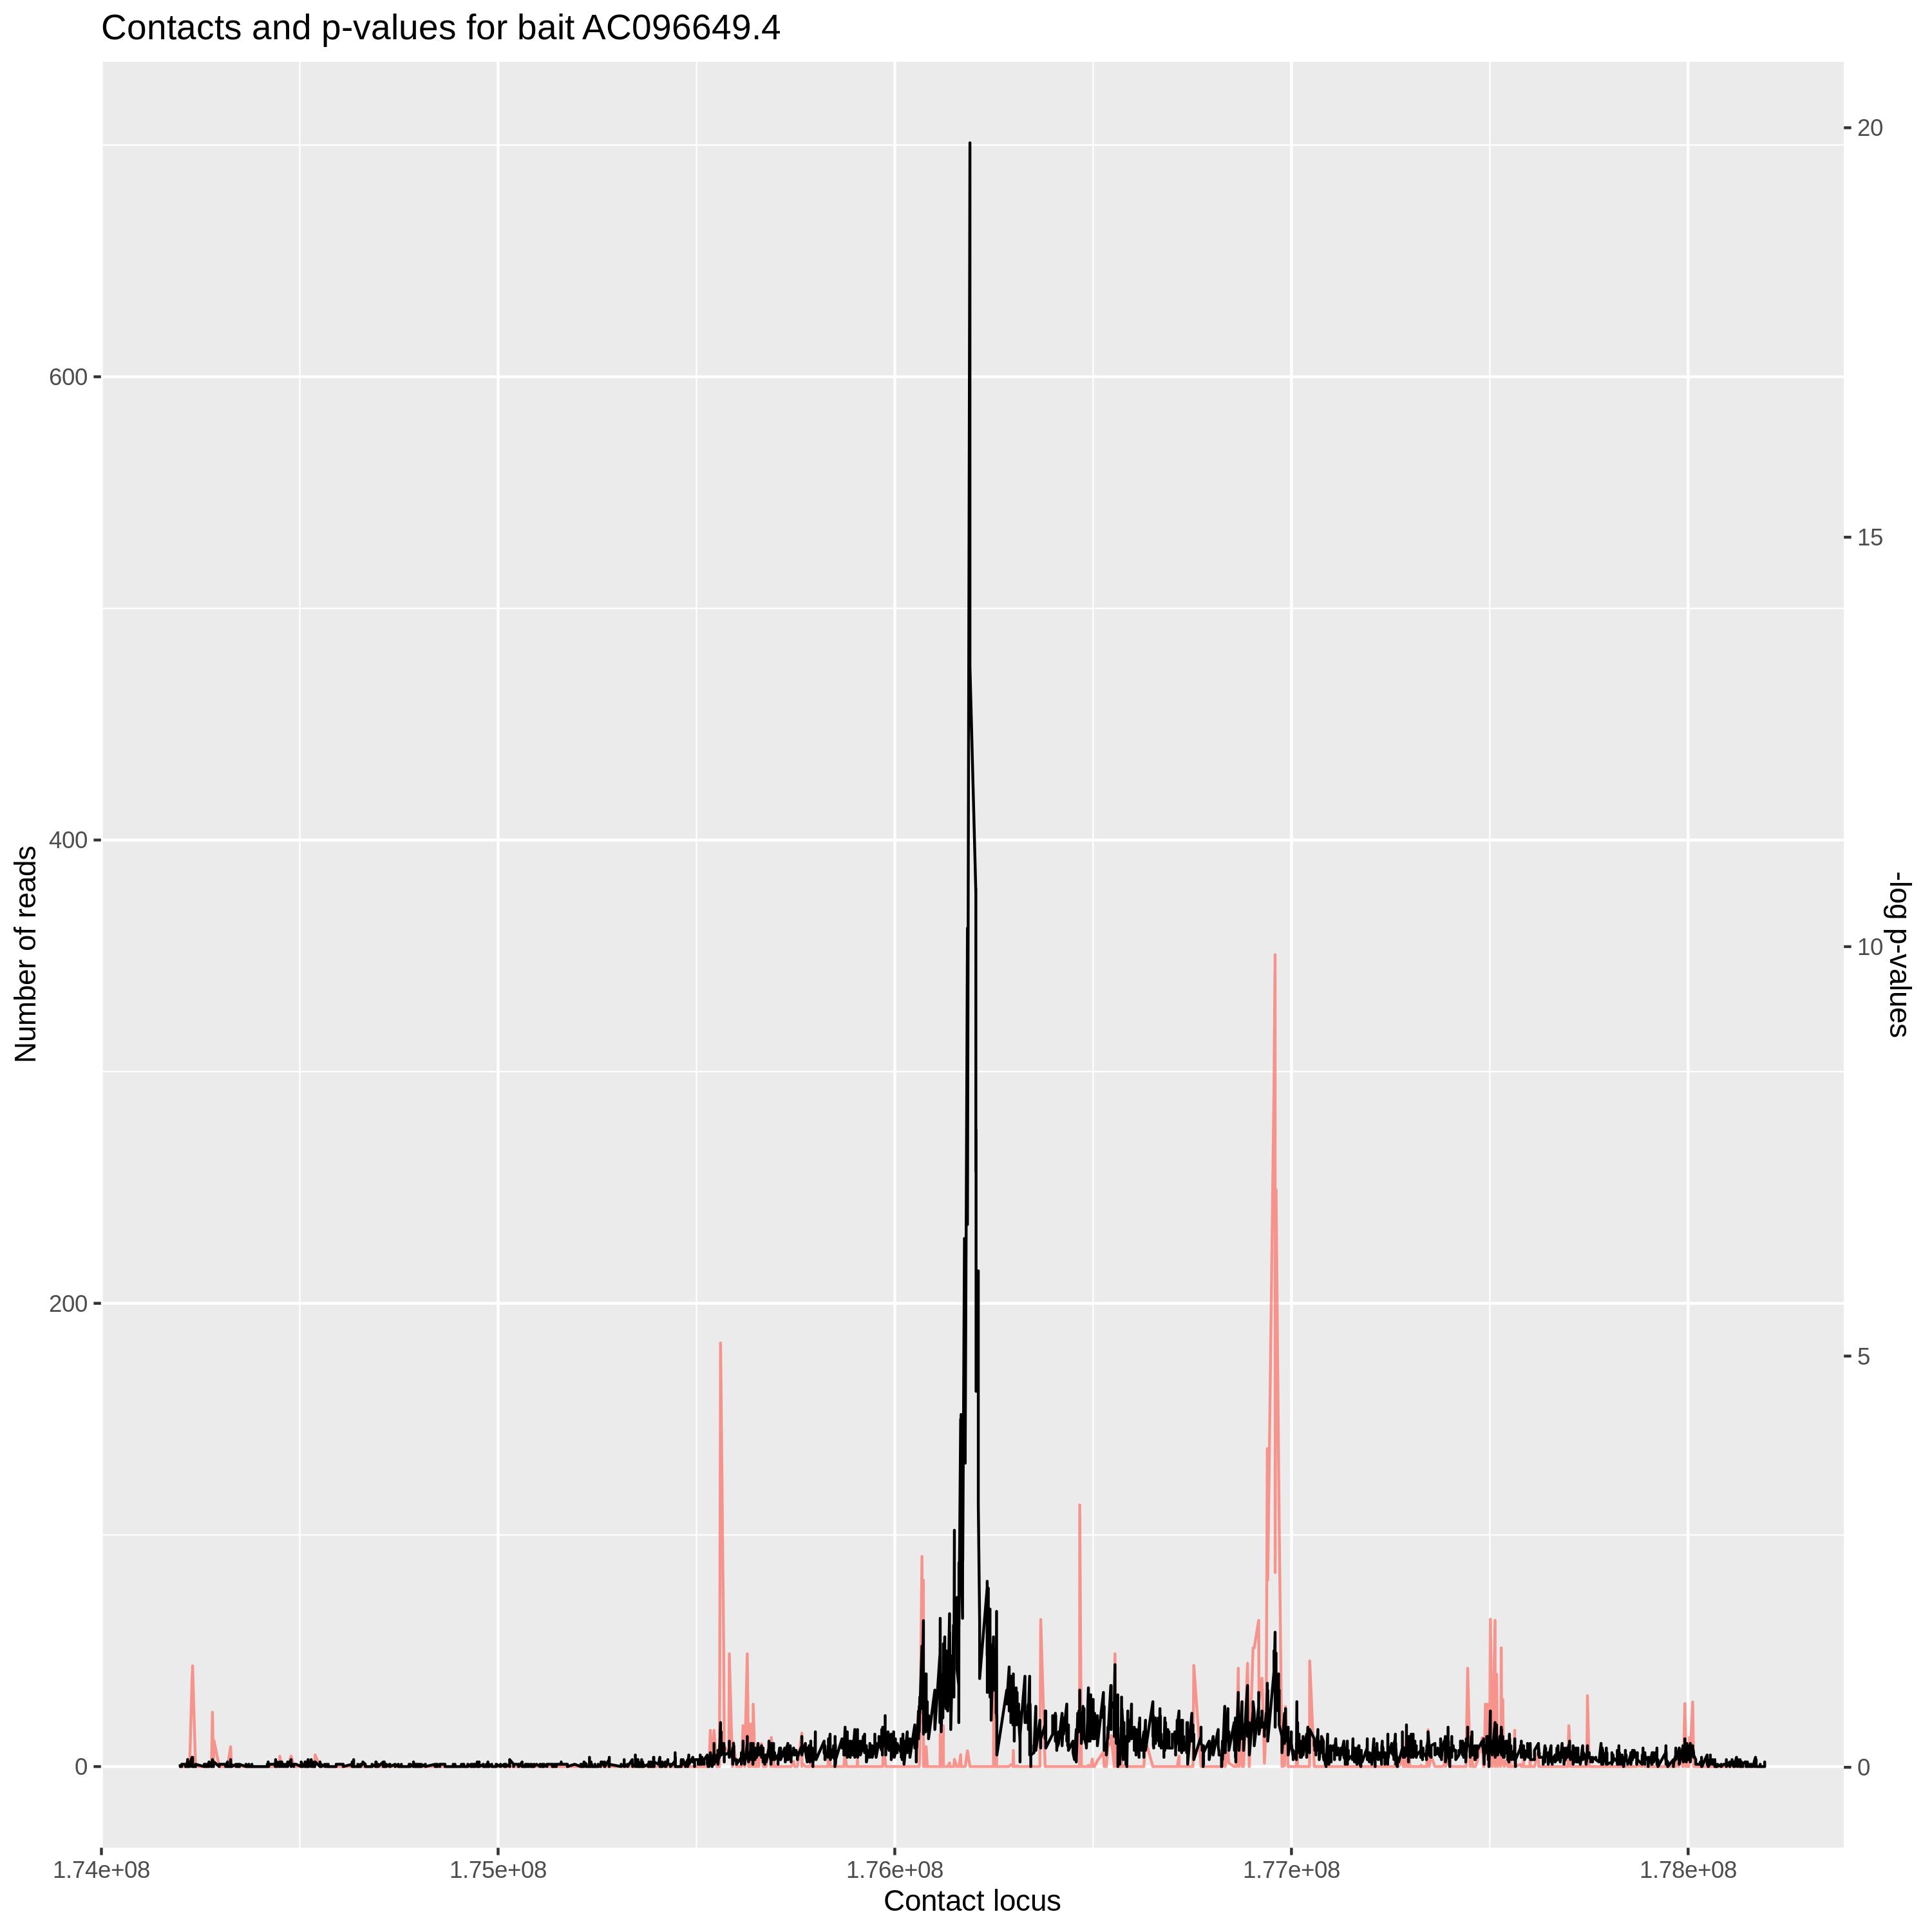 Contacts and p-values for bait AC096649.4
20
600
15
400
Number of reads
10
-log p-values
200
5
0
0
1.74e+08
1.75e+08
1.76e+08
1.77e+08
1.78e+08
Contact locus